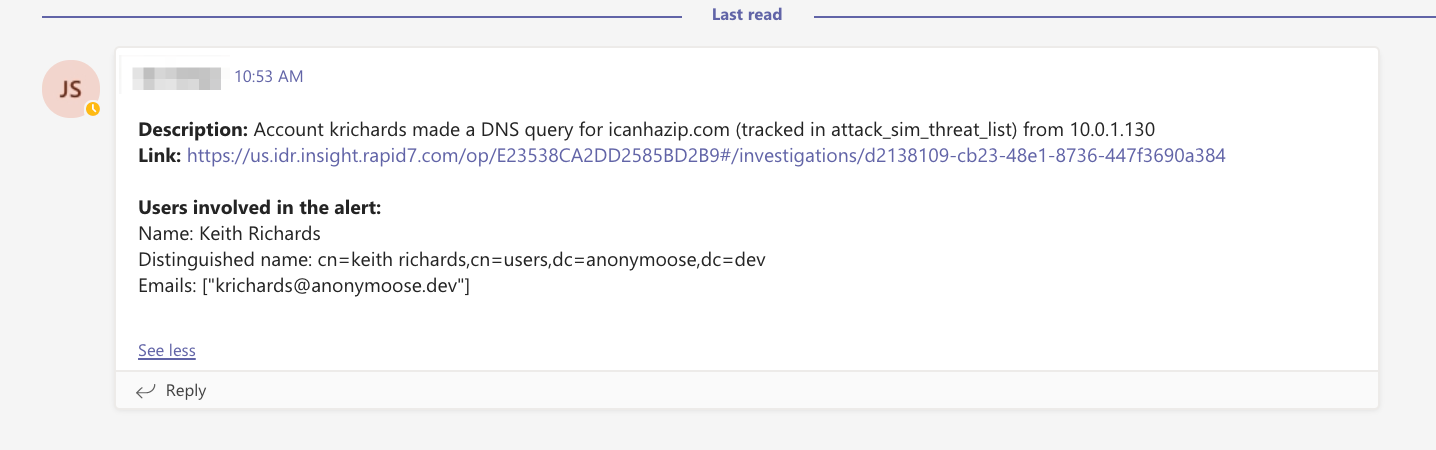 Last read
JS
10:53 AM
Description: Account krichards made a DNS query for icanhazip.com (tracked in attack_sim_threat_list) from 10.0.1.130
Link: https://us.idr.insight.rapid7.com/op/E23538CA2DD2585BD2B9#/investigations/d2138109-cb23-48e1-8736-447f3690a384
Users involved in the alert:
Name: Keith Richards
Distinguished name: cn=keith richards,cn=users,dc=anonymoose,dc=dev
Emails: ["krichards@anonymoose.dev"]
See less
Reply